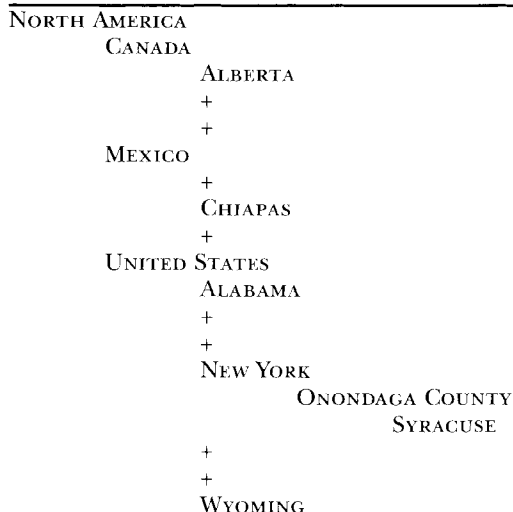 NORTH AMERICA
CANADA
ALBERTA
+
+
MEXICO
+
CHIAPAS
+
UNITED STATES
ALABAMA
+
+
NEW YORK
ONONDAGA COUNTY
SYRACUSE
+
+
WYOMING